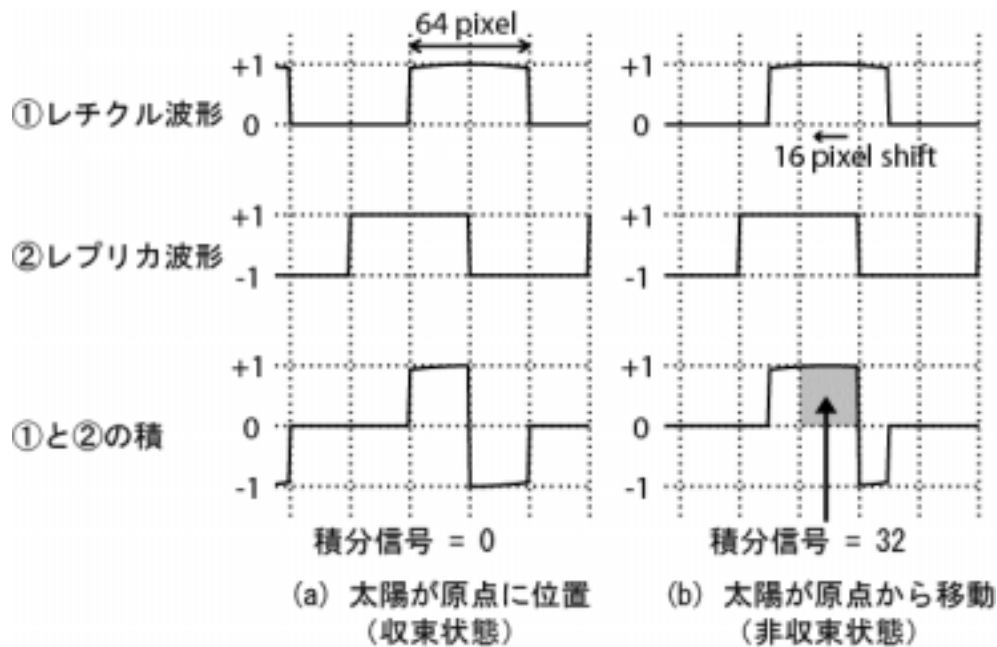 64 pixel
①レチクル波形
+1
0
+1
0
16 pixel shift
②レプリカ波形
+1
-1
+1
-1
①と②の積
+1
0
-1
+1
0
-1
積分信号 = 0
積分信号 = 32
(a) 太陽が原点に位置
(収束状態)
(b) 太陽が原点から移動
(非収束状態)